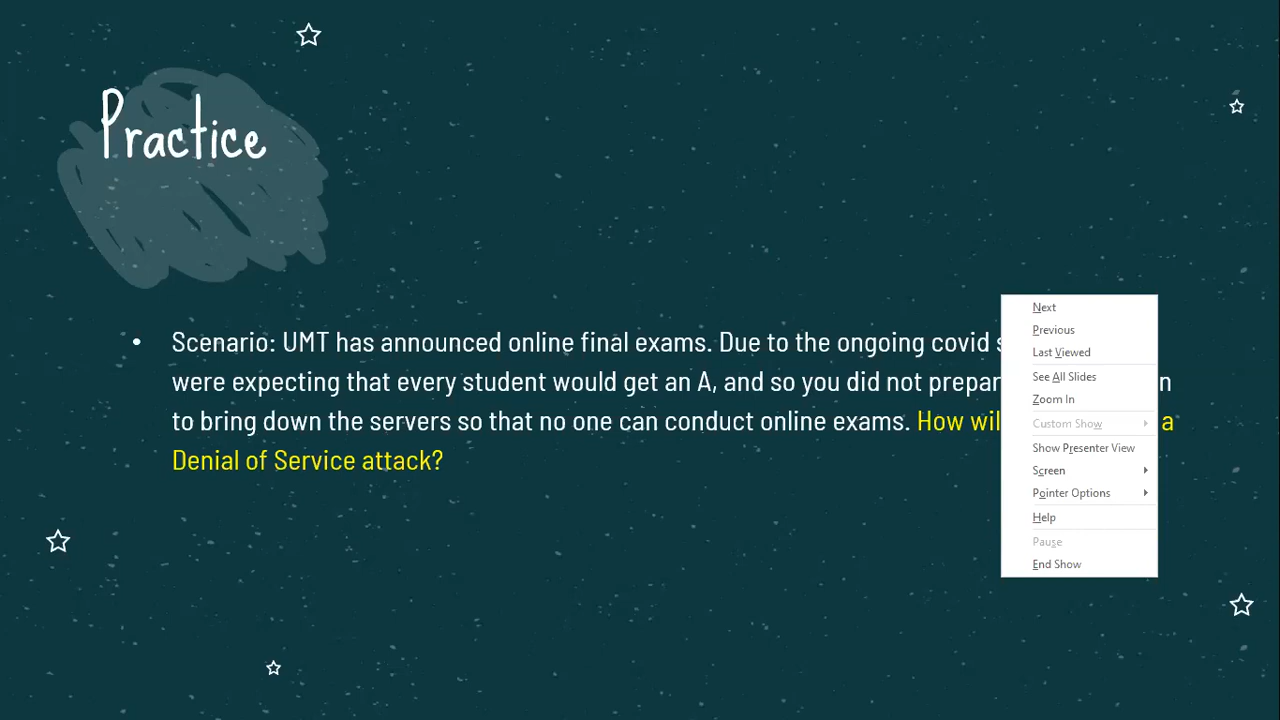 Practice
• Scenario: UMT has announced online final exams. Due to the ongoing covid
were expecting that every student would get an A, and so you did not
to bring down the servers so that no one can conduct online exams. How a
Denial of Service attack?
Next
Previous
Last Viewed
See All Slides
Zoom In
Custom Show
Show Presenter View
Screen
Pointer Options
Help
Pause
End Show